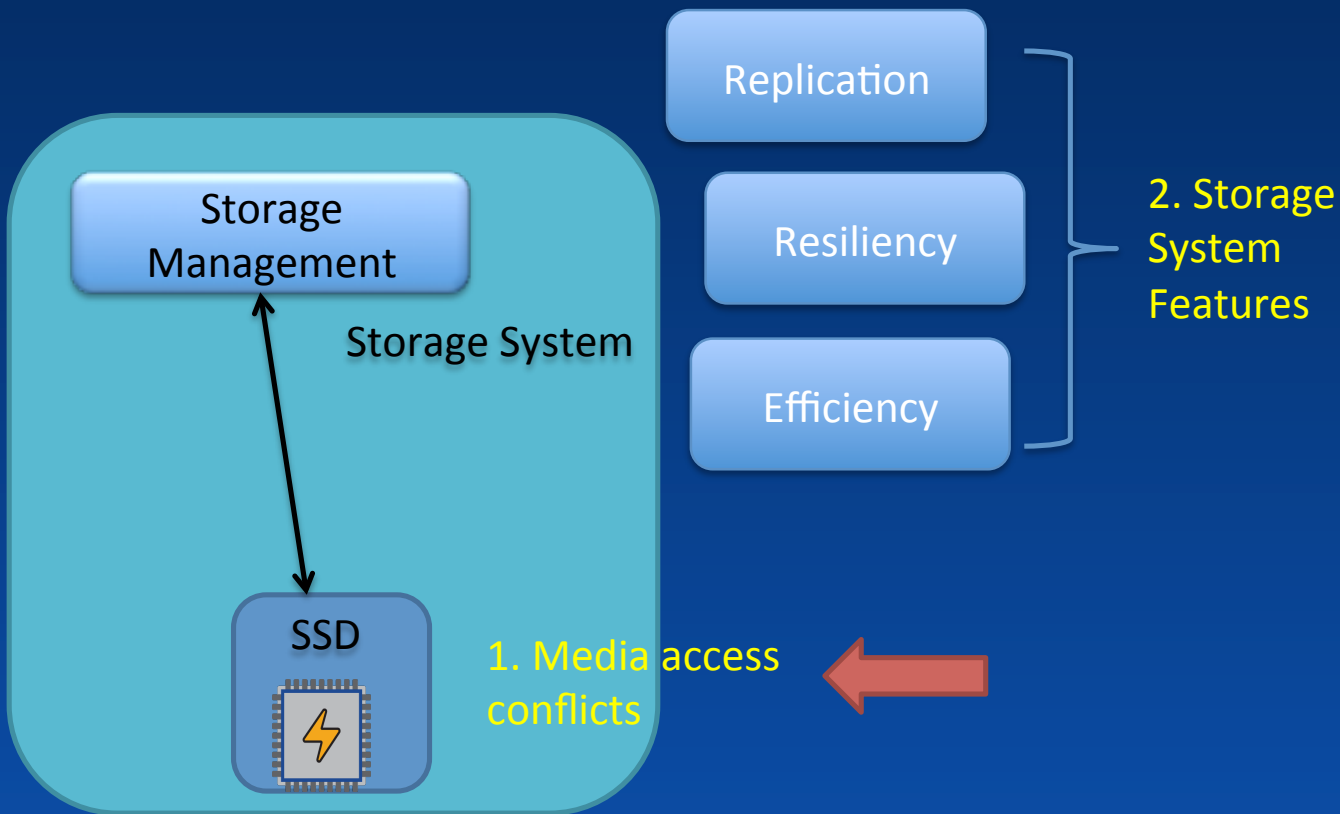 Replication
Storage
Management
Resiliency
2. Storage
System
Features
Storage System
Efficiency
SSD
1. Media access
conflicts